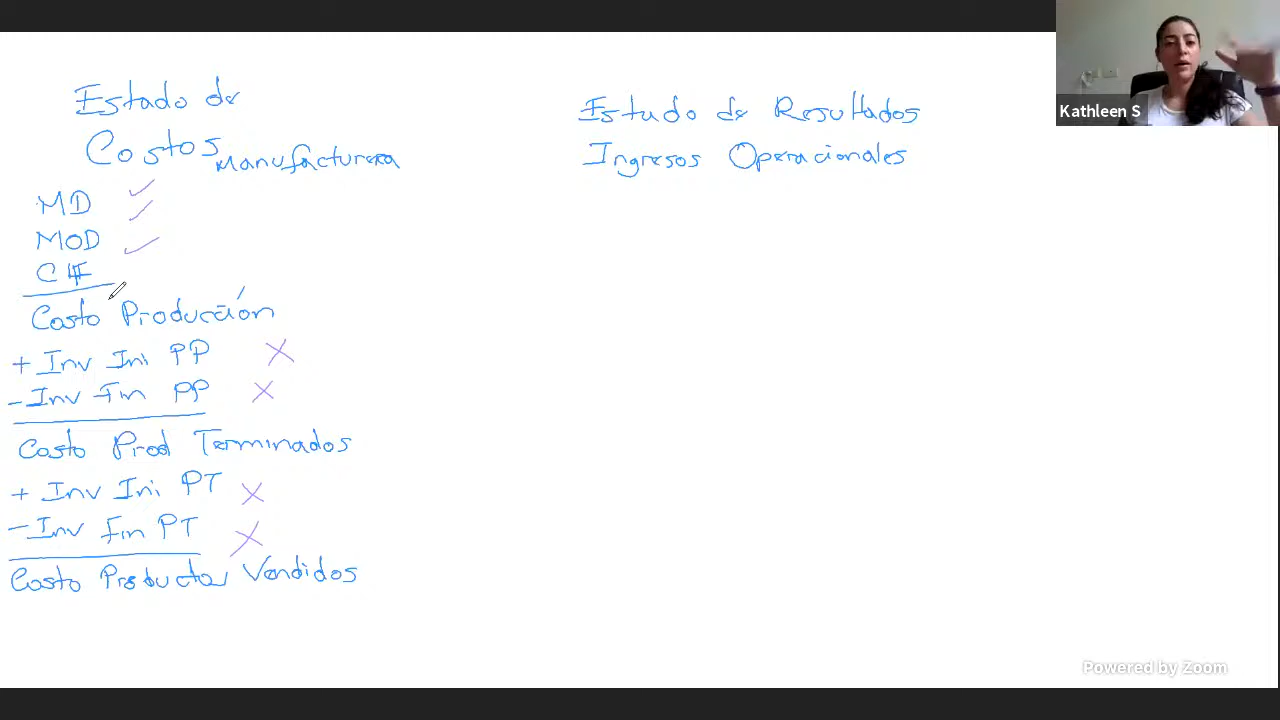 Estado de
Costos Manufacturera
MD
MOD
CIF
Costo Producción
+ Inv Ini PP
- Inv Fin PP
Costo Prod Terminados
+ Inv Ini PT
- Inv Fin PT
Costo Productos Vendidos
Estado de Resultados
Ingresos Operacionales
Kathleen S
Powered by Zoom